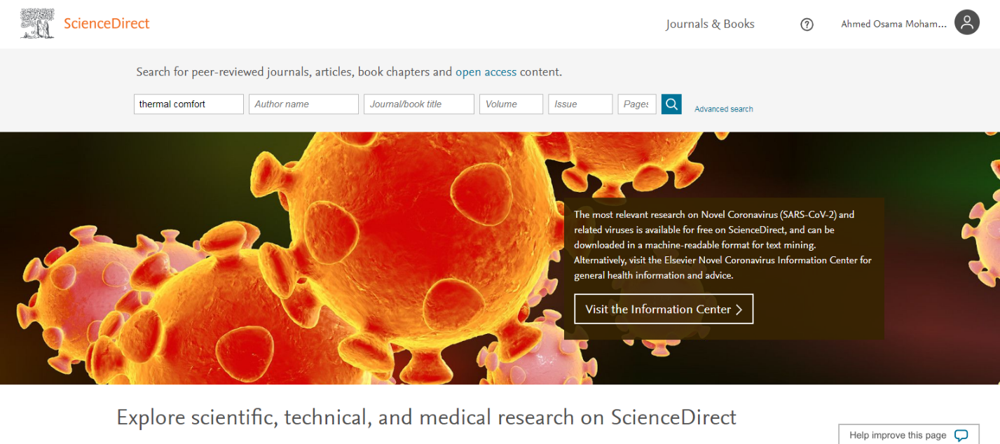 ScienceDirect
Journals & Books
?
Ahmed Osama Moham...
Search for peer-reviewed journals, articles, book chapters and open access content.
thermal comfort
Author name
Journal/book title
Volume
Issue
Pages
Advanced search
The most relevant research on Novel Coronavirus (SARS-CoV-2) and
related viruses is available for free on ScienceDirect, and can be
downloaded in a machine-readable format for text mining.
Alternatively, visit the Elsevier Novel Coronavirus Information Center for
general health information and advice.
Visit the Information Center
Explore scientific, technical, and medical research on ScienceDirect
Help improve this page